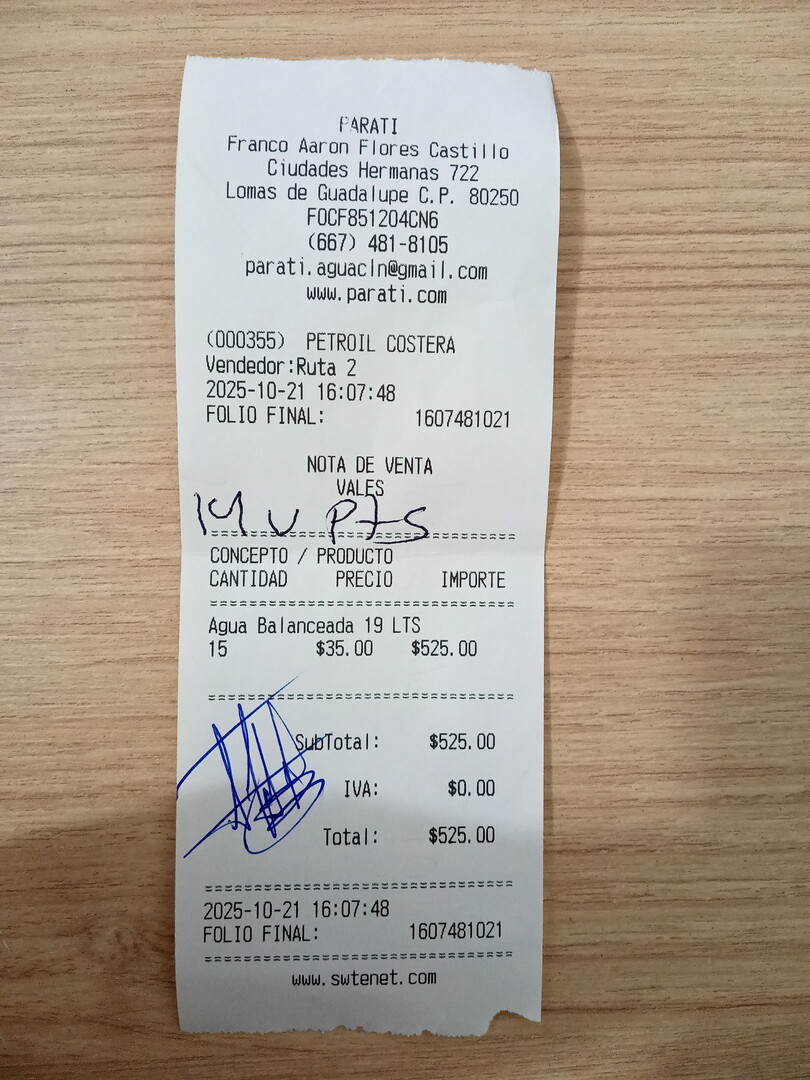 PARATI
Franco Aaron Flores Castillo
Ciudades Hermanas 722
Lomas de Guadalupe C.P. 80250
FOCF851204CN6
(667) 481-8105
parati.aguacln@gmail.com
www.parati.com
(000355) PETROIL COSTERA
Vendedor:Ruta 2
2025-10-21 16:07:48
FOLIO FINAL: 1607481021
NOTA DE VENTA
VALES
CONCEPTO / PRODUCTO
CANTIDAD PRECIO IMPORTE
Agua Balanceada 19 LTS
15 $35.00 $525.00
SubTotal: $525.00
IVA: $0.00
Total: $525.00
2025-10-21 16:07:48
FOLIO FINAL: 1607481021
www.swtenet.com